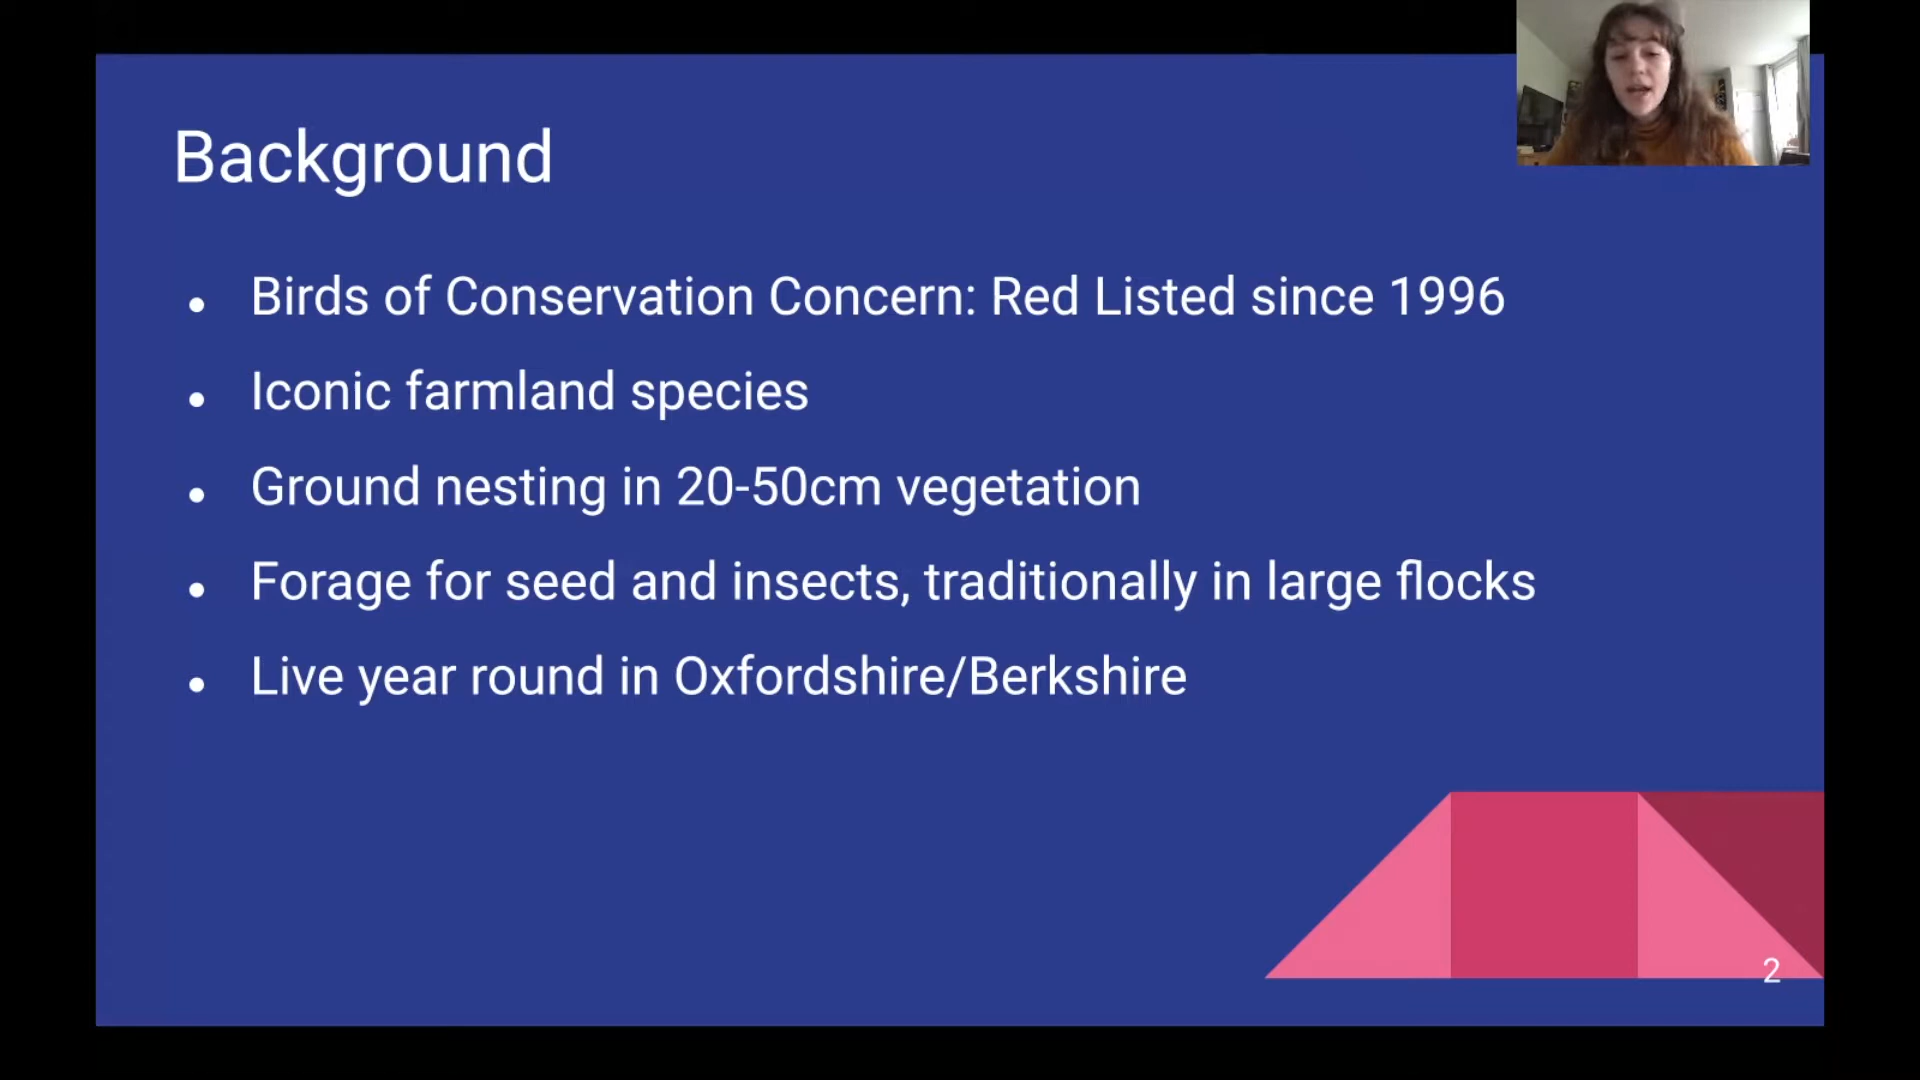 Background
Birds of Conservation Concern: Red Listed since 1996
Iconic farmland species
Ground nesting in 20-50cm vegetation
Forage for seed and insects, traditionally in large flocks
Live year round in Oxfordshire/Berkshire
2